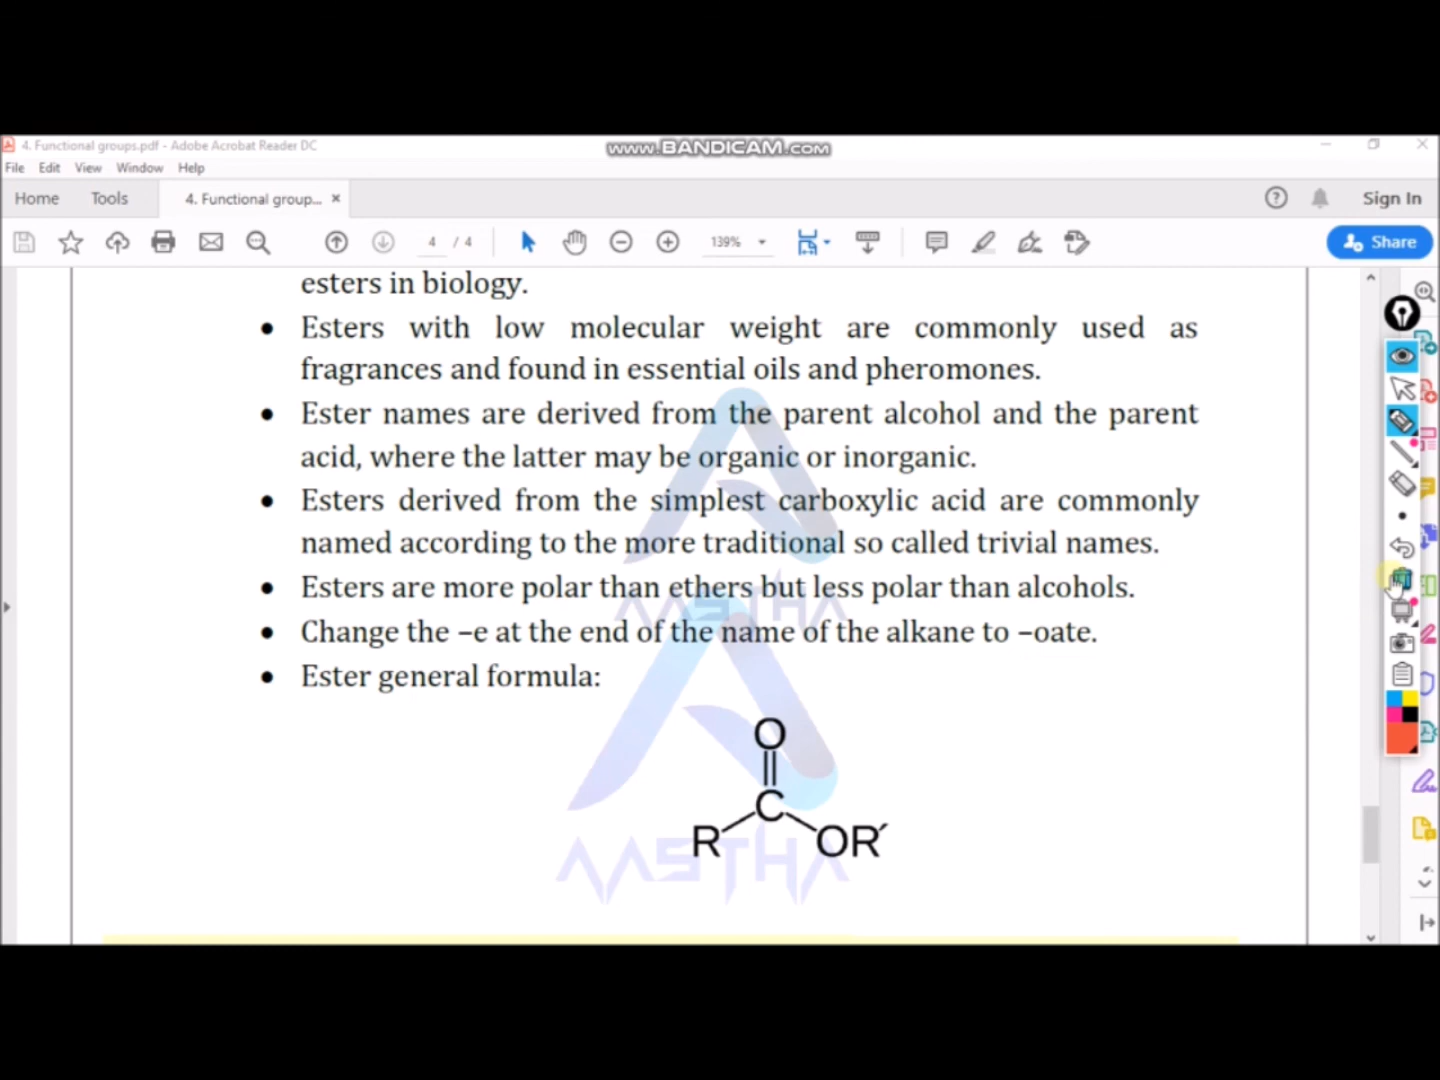 4. Functional groups.pdf - Adobe Acrobat Reader DC
www.BANDICAM.com
File Edit View Window Help
Home Tools 4. Functional group... × Sign In
4 / 4 139% Share
esters in biology.
• Esters with low molecular weight are commonly used as
fragrances and found in essential oils and pheromones.
• Ester names are derived from the parent alcohol and the parent
acid, where the latter may be organic or inorganic.
• Esters derived from the simplest carboxylic acid are commonly
named according to the more traditional so called trivial names.
• Esters are more polar than ethers but less polar than alcohols.
• Change the –e at the end of the name of the alkane to –oate.
• Ester general formula:
O
C
R OR´
AASTHA
AASTHA